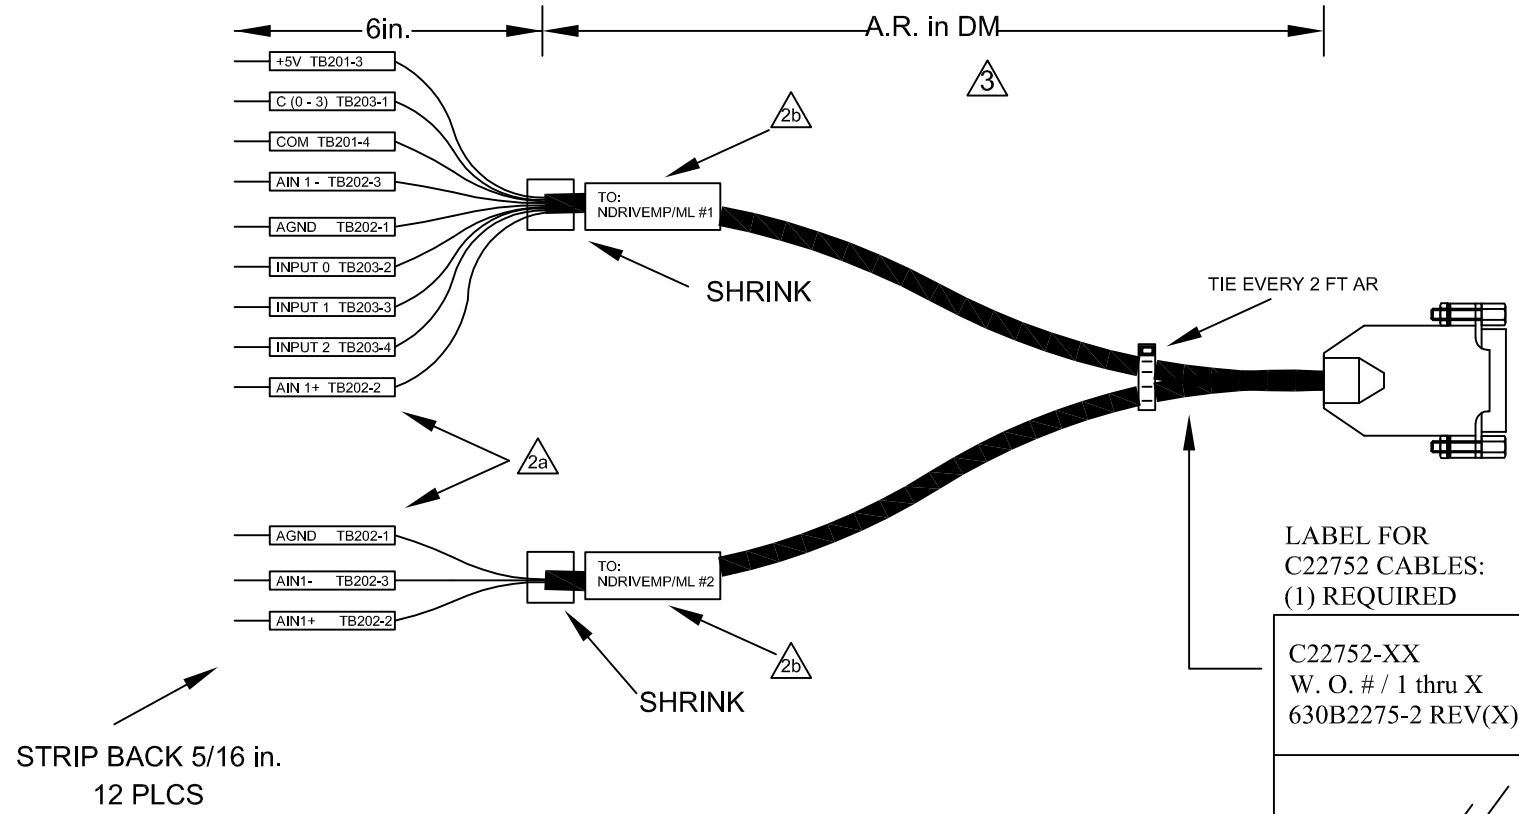 6in.
A.R. in DM
3
+5V TB201-3
C (0 - 3) TB203-1
COM TB201-4
AIN 1 - TB202-3
AGND TB202-1
INPUT 0 TB203-2
INPUT 1 TB203-3
INPUT 2 TB203-4
AIN 1+ TB202-2
2b
TO:
NDRIVEMP/ML #1
SHRINK
TIE EVERY 2 FT AR
2a
AGND TB202-1
AIN1- TB202-3
AIN1+ TB202-2
TO:
NDRIVEMP/ML #2
2b
SHRINK
STRIP BACK 5/16 in.
12 PLCS
LABEL FOR
C22752 CABLES:
(1) REQUIRED
C22752-XX
W. O. # / 1 thru X
630B2275-2 REV(X)